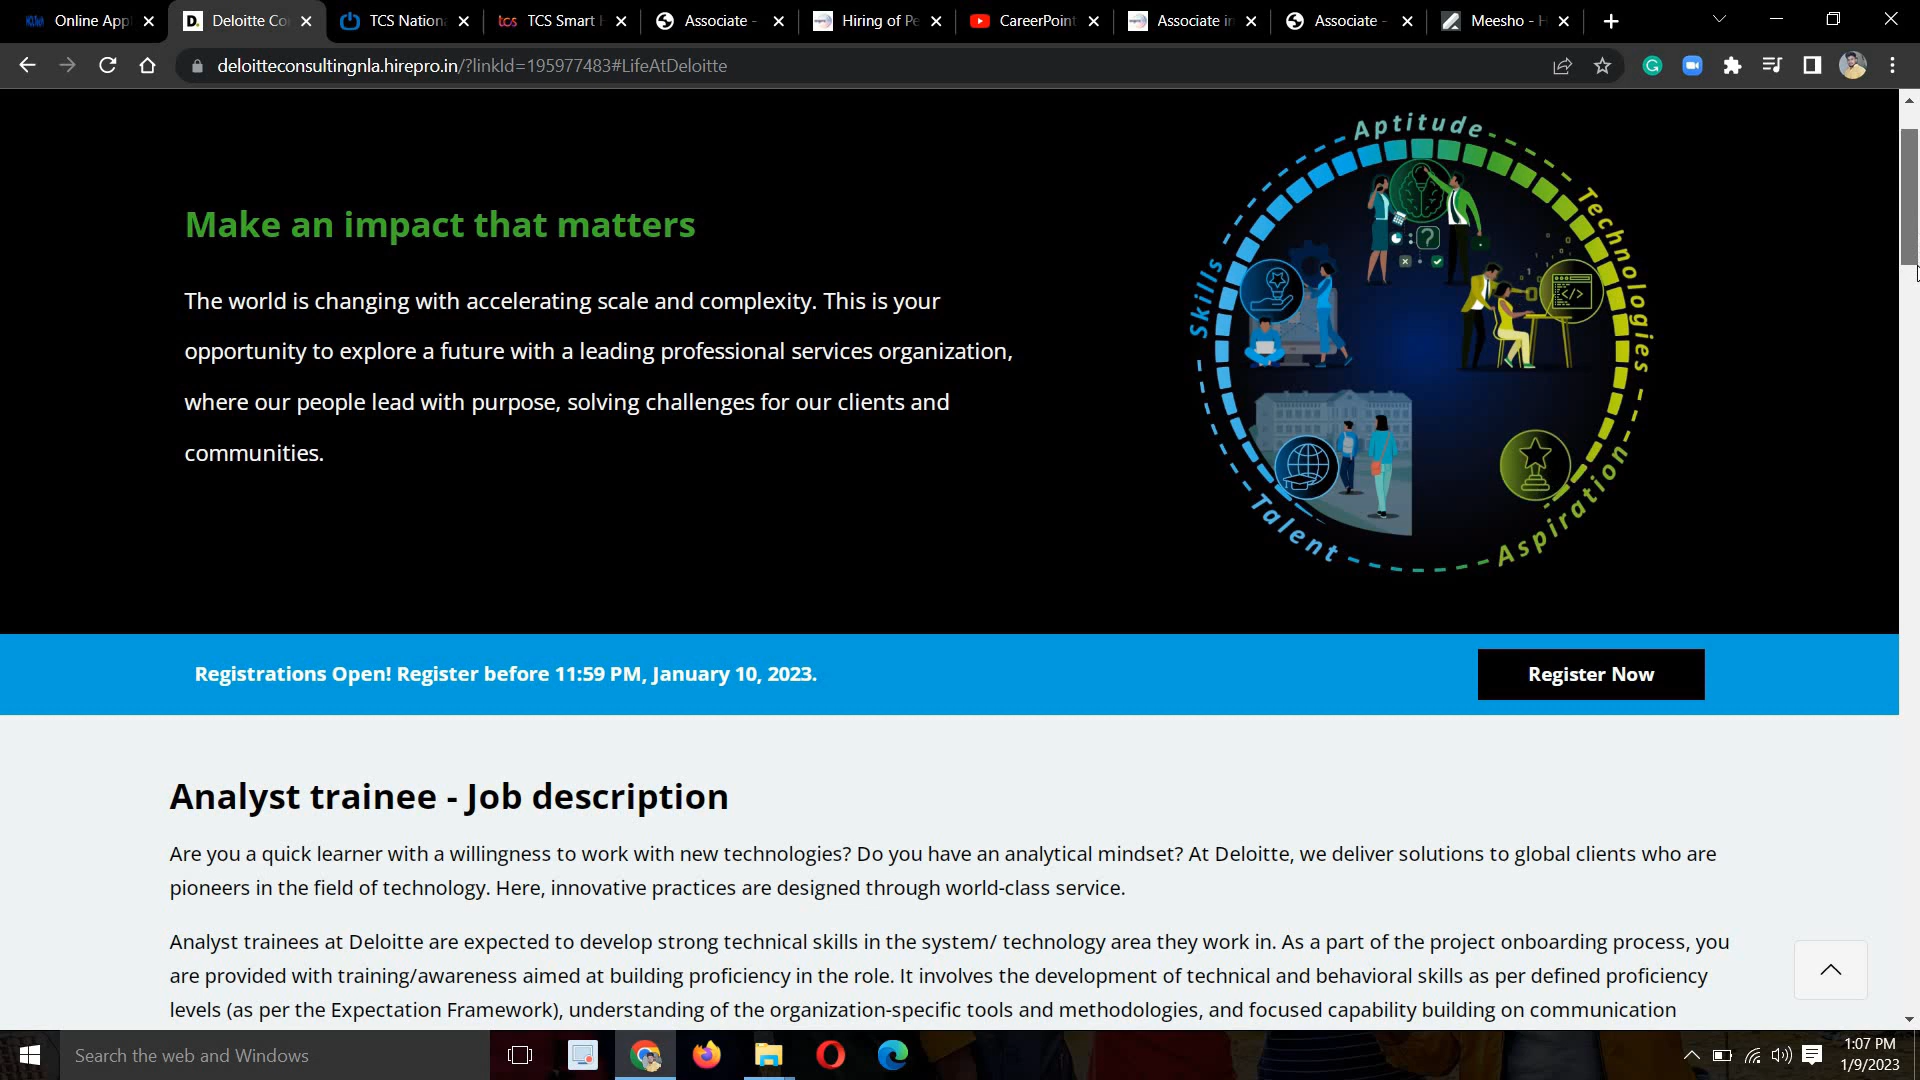 Online App
Deloitte Co
TCS Nation
tcs TCS Smart H
Associate -
Hiring of Pe
CareerPoint
Associate in
Associate -
Meesho - H
deloitteconsultingnla.hirepro.in/?linkId=195977483#LifeAtDeloitte
Make an impact that matters
The world is changing with accelerating scale and complexity. This is your
opportunity to explore a future with a leading professional services organization,
where our people lead with purpose, solving challenges for our clients and
communities.
Aptitude
Technologies
Skills
Talent
Aspiration
Registrations Open! Register before 11:59 PM, January 10, 2023.
Register Now
Analyst trainee - Job description
Are you a quick learner with a willingness to work with new technologies? Do you have an analytical mindset? At Deloitte, we deliver solutions to global clients who are
pioneers in the field of technology. Here, innovative practices are designed through world-class service.
Analyst trainees at Deloitte are expected to develop strong technical skills in the system/ technology area they work in. As a part of the project onboarding process, you
are provided with training/awareness aimed at building proficiency in the role. It involves the development of technical and behavioral skills as per defined proficiency
levels (as per the Expectation Framework), understanding of the organization-specific tools and methodologies, and focused capability building on communication
Search the web and Windows
1:07 PM
1/9/2023